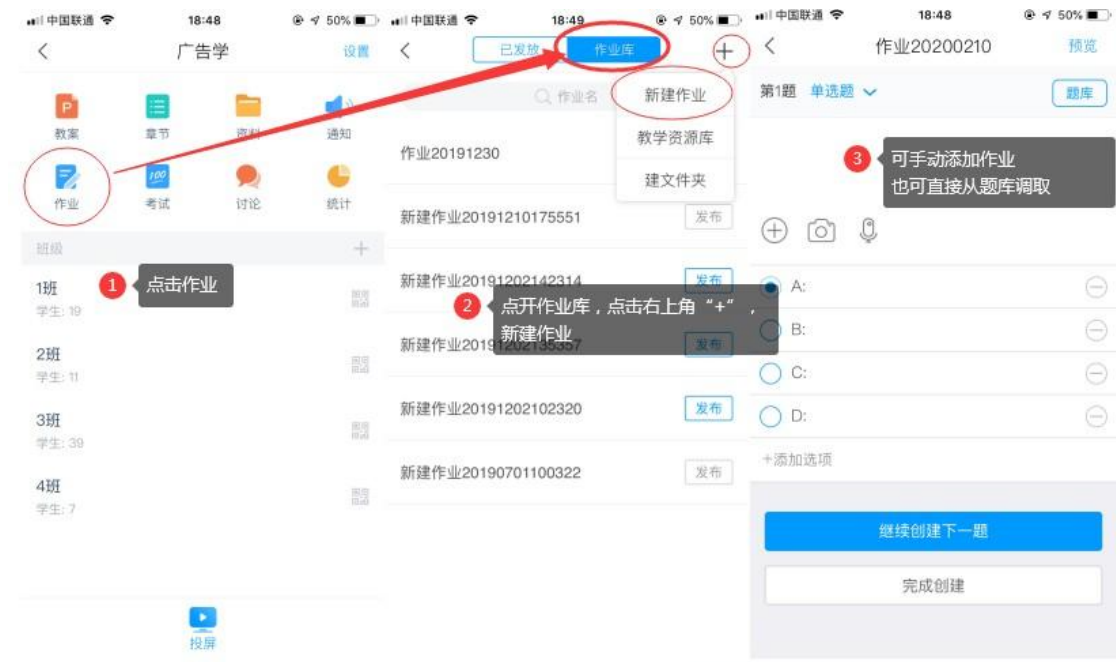 中国联通 18:48 50%
广告学 设置
教案 章节 资料 通知
作业 考试 讨论 统计
班级
1班
学生: 19
1 点击作业
2班
学生: 11
3班
学生: 39
4班
学生: 7
投屏
中国联通 18:49 50%
已发放 作业库
作业名
新建作业
教学资源库
建文件夹
作业20191230
新建作业20191210175551 发布
新建作业20191202142314 发布
2 点开作业库，点击右上角“+”，
新建作业
新建作业20191202135357 发布
新建作业20191202102320 发布
新建作业20190701100322 发布
中国联通 18:48 50%
作业20200210 预览
第1题 单选题 题库
3 可手动添加作业
也可直接从题库调取
A:
B:
C:
D:
+添加选项
继续创建下一题
完成创建